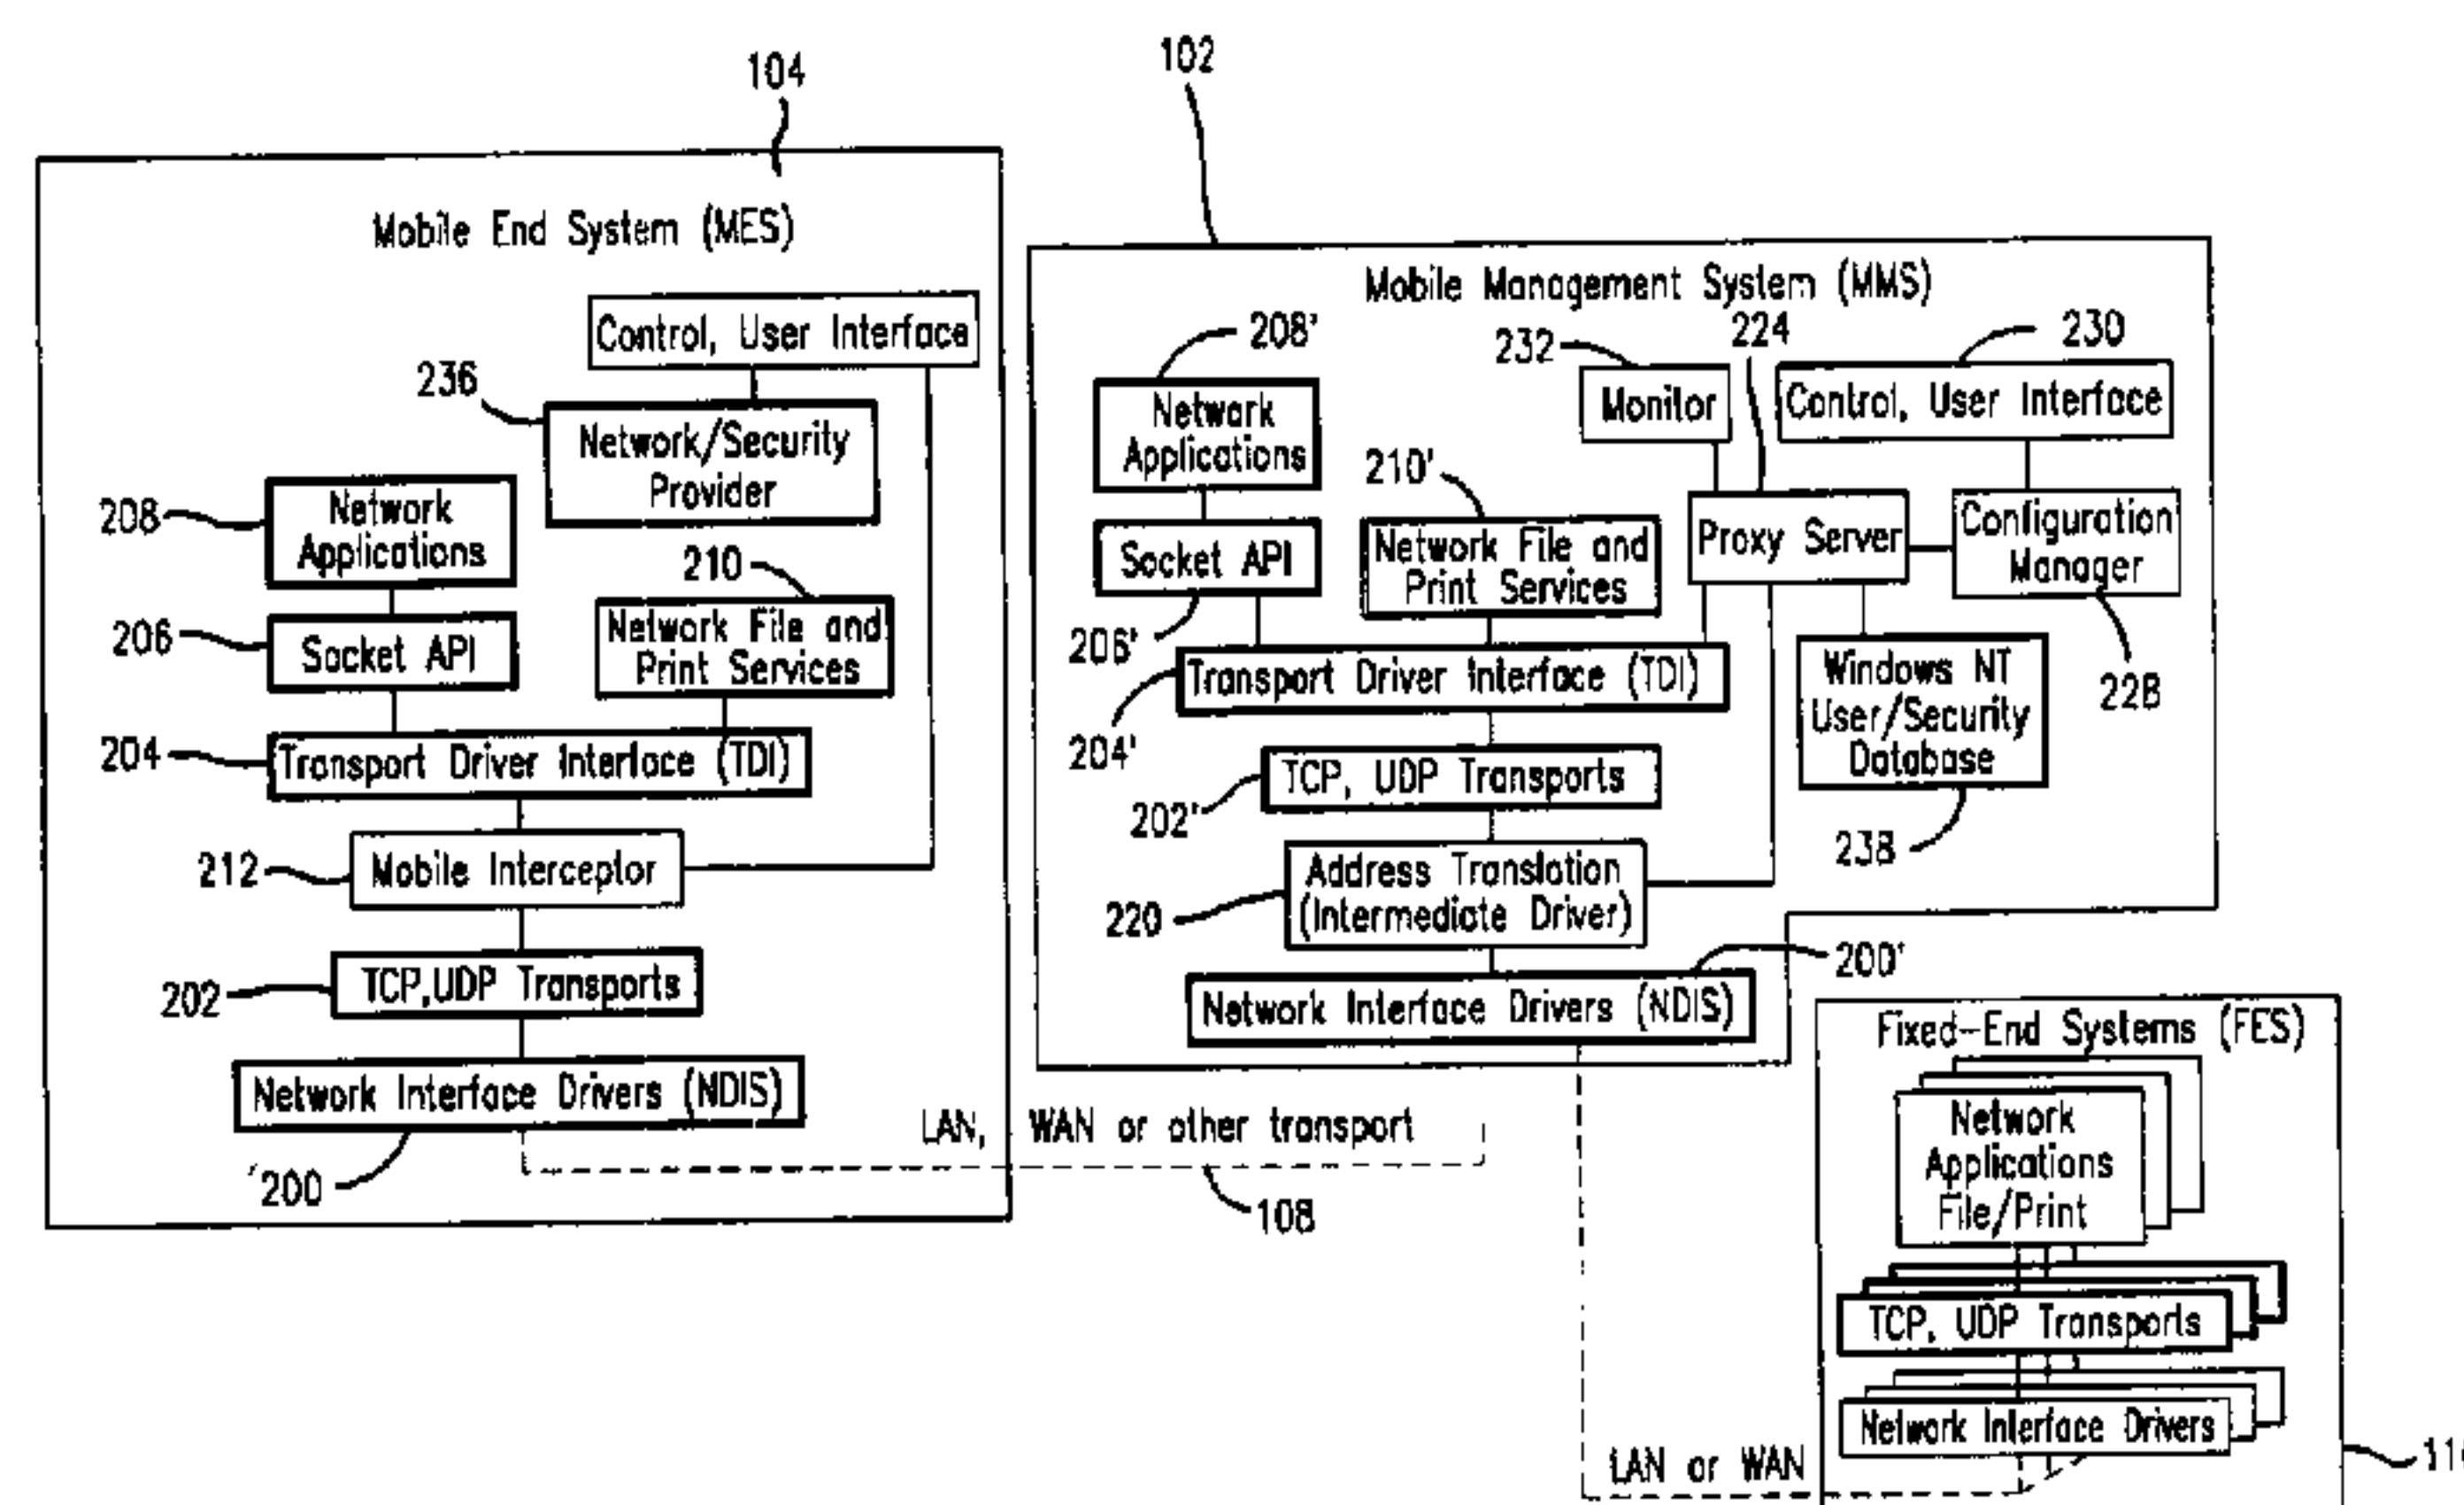 104
102
Mobile End System (MES)
Control, User Interface
236
Network/Security
Provider
208
Network
Applications
210
206
Socket API
Network File and
Print Services
204
Transport Driver Interface (TDI)
212
Mobile Interceptor
202
TCP,UDP Transports
Network Interface Drivers (NDIS)
200
LAN, WAN or other transport
108
Mobile Management System (MMS)
208'
232
224
230
Network
Applications
Monitor
Control, User Interface
210'
Socket API
Network File and
Print Services
Proxy Server
Configuration
Manager
206'
228
Transport Driver Interface (TDI)
204'
Windows NT
User/Security
Database
238
TCP, UDP Transports
202'
Address Translation
(Intermediate Driver)
220
200'
Network Interface Drivers (NDIS)
Fixed-End Systems (FES)
Network
Applications
File/Print
TCP, UDP Transports
Network Interface Drivers
LAN or WAN